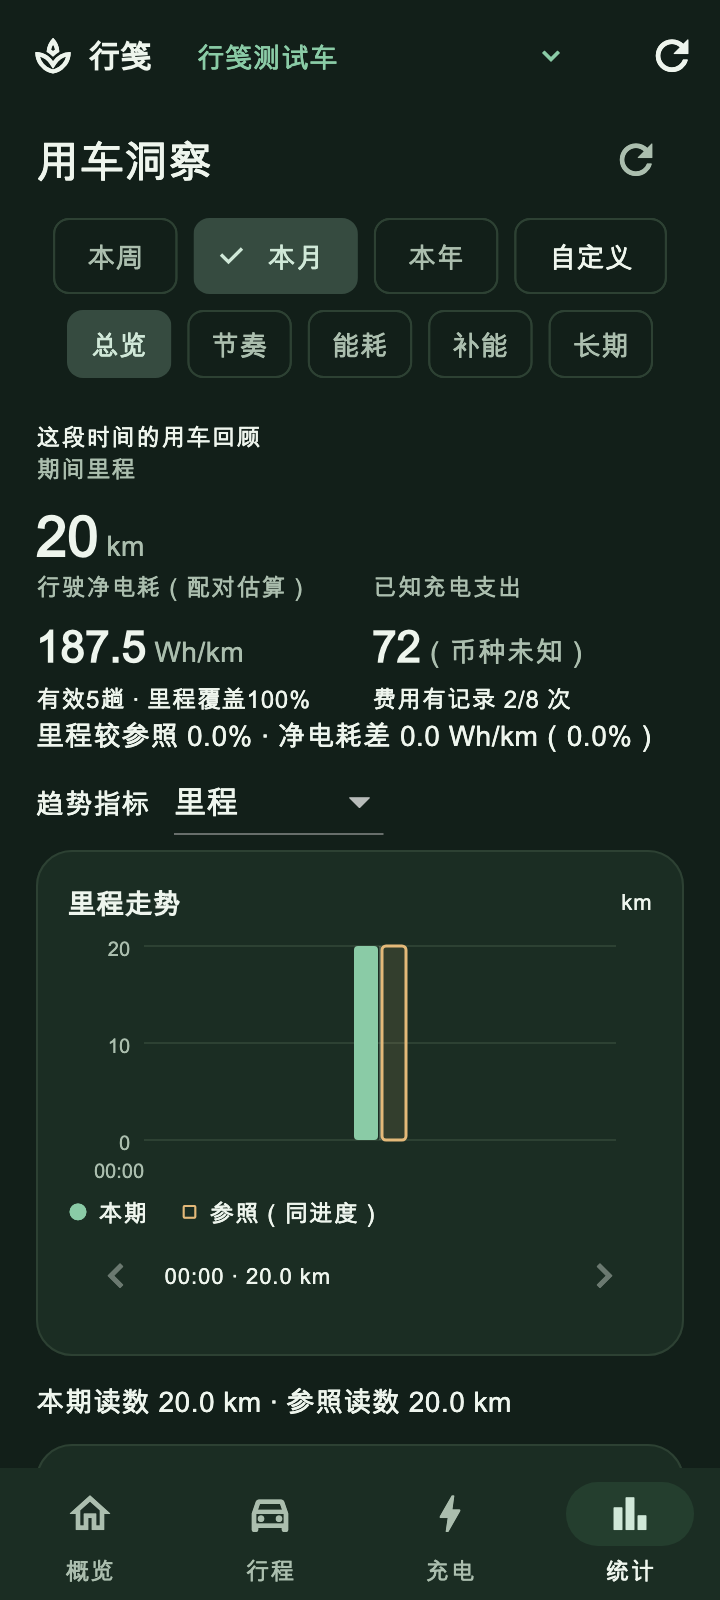 行笺 行笺测试车
用车洞察
本周 本月 本年 自定义
总览 节奏 能耗 补能 长期
这段时间的用车回顾
期间里程
20 km
行驶净电耗（配对估算） 已知充电支出
187.5 Wh/km 72（币种未知）
有效5趟 · 里程覆盖100% 费用有记录 2/8 次
里程较参照 0.0% · 净电耗差 0.0 Wh/km（0.0%）
趋势指标 里程
里程走势 km
20
10
0
00:00
本期 参照（同进度）
00:00 · 20.0 km
本期读数 20.0 km · 参照读数 20.0 km
概览 行程 充电 统计